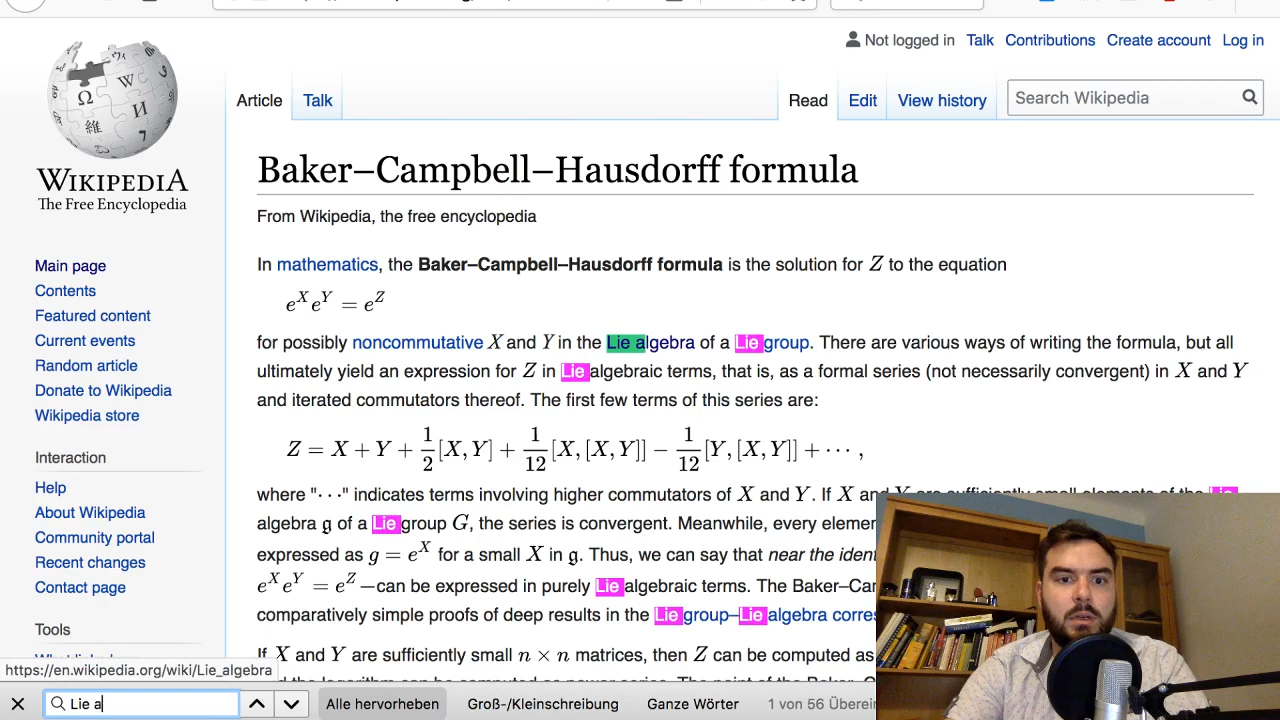 Not logged in Talk Contributions Create account Log in
Article Talk Read Edit View history Search Wikipedia
WIKIPEDIA
The Free Encyclopedia
Main page
Contents
Featured content
Current events
Random article
Donate to Wikipedia
Wikipedia store
Interaction
Help
About Wikipedia
Community portal
Recent changes
Contact page
Tools
Baker–Campbell–Hausdorff formula
From Wikipedia, the free encyclopedia
In mathematics, the Baker–Campbell–Hausdorff formula is the solution for Z to the equation
e^X e^Y = e^Z
for possibly noncommutative X and Y in the Lie algebra of a Lie group. There are various ways of writing the formula, but all
ultimately yield an expression for Z in Lie algebraic terms, that is, as a formal series (not necessarily convergent) in X and Y
and iterated commutators thereof. The first few terms of this series are:
Z = X + Y + 1/2 [X, Y] + 1/12 [X, [X, Y]] − 1/12 [Y, [X, Y]] + ⋯ ,
where "⋯" indicates terms involving higher commutators of X and Y. If X and Y are sufficiently small elements of the Lie
algebra 𝔤 of a Lie group G, the series is convergent. Meanwhile, every elemen
expressed as g = e^X for a small X in 𝔤. Thus, we can say that near the ident
e^X e^Y = e^Z—can be expressed in purely Lie algebraic terms. The Baker–Ca
comparatively simple proofs of deep results in the Lie group–Lie algebra corres
If X and Y are sufficiently small n × n matrices, then Z can be computed as
https://en.wikipedia.org/wiki/Lie_algebra
Lie a Alle hervorheben Groß-/Kleinschreibung Ganze Wörter 1 von 56 Überein